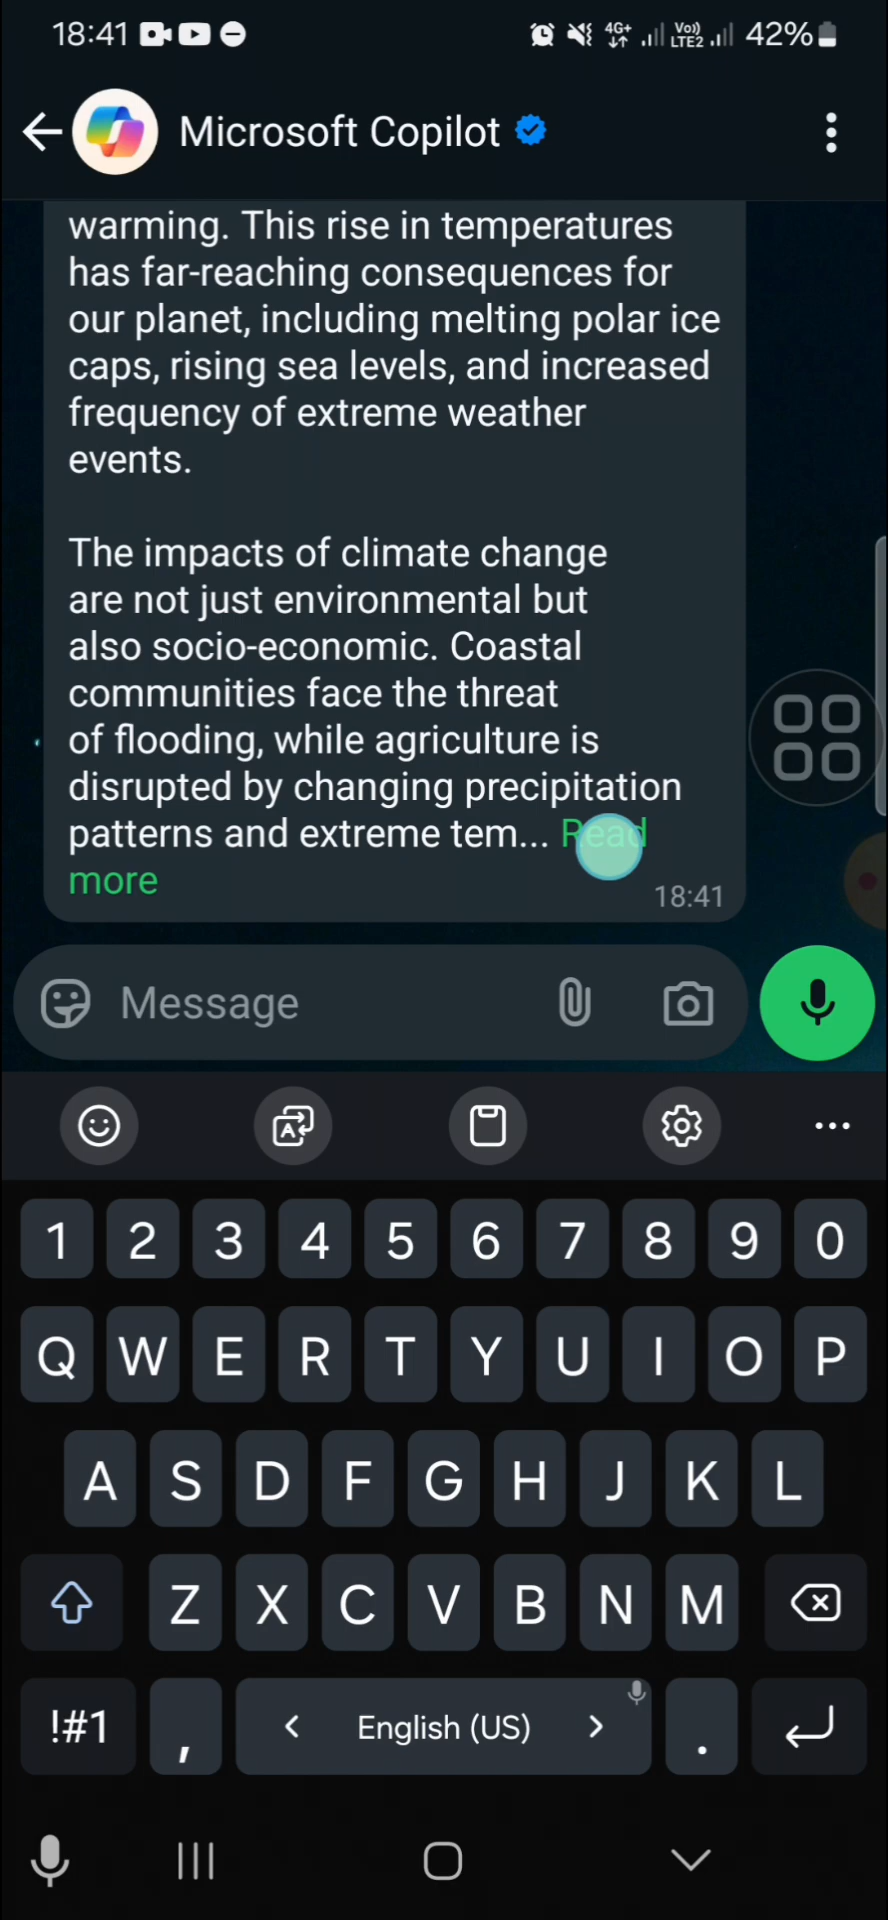 18:41 4G+ Vo)) LTE2 42%
Microsoft Copilot
warming. This rise in temperatures
has far-reaching consequences for
our planet, including melting polar ice
caps, rising sea levels, and increased
frequency of extreme weather
events.
The impacts of climate change
are not just environmental but
also socio-economic. Coastal
communities face the threat
of flooding, while agriculture is
disrupted by changing precipitation
patterns and extreme tem... Read
more
18:41
Message
1 2 3 4 5 6 7 8 9 0
Q W E R T Y U I O P
A S D F G H J K L
Z X C V B N M
!#1 , < English (US) > .